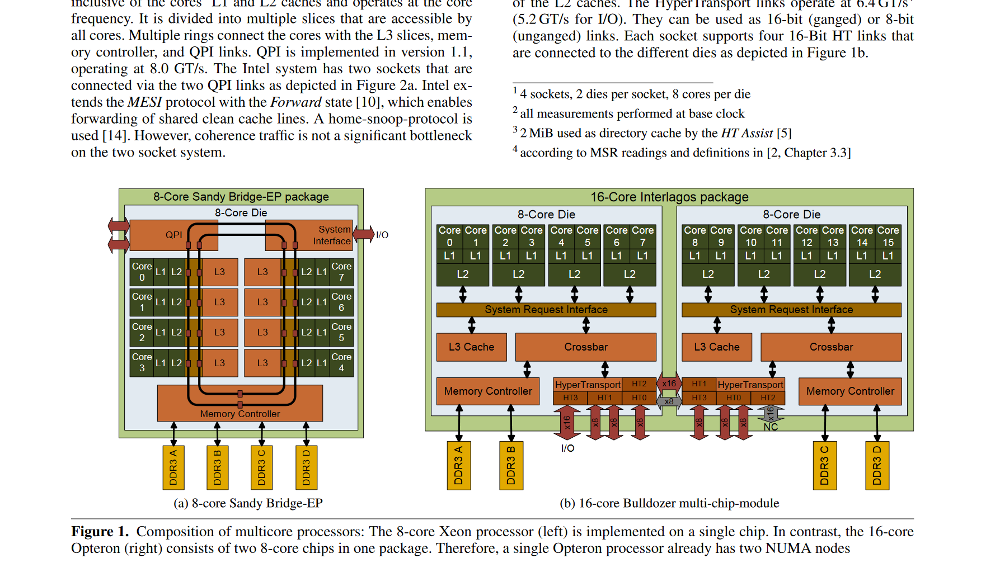 inclusive of the cores' L1 and L2 caches and operates at the core
frequency. It is divided into multiple slices that are accessible by
all cores. Multiple rings connect the cores with the L3 slices, mem-
ory controller, and QPI links. QPI is implemented in version 1.1,
operating at 8.0 GT/s. The Intel system has two sockets that are
connected via the two QPI links as depicted in Figure 2a. Intel ex-
tends the MESI protocol with the Forward state [10], which enables
forwarding of shared clean cache lines. A home-snoop-protocol is
used [14]. However, coherence traffic is not a significant bottleneck
on the two socket system.
of the L2 caches. The HyperTransport links operate at 6.4 GT/s⁴
(5.2 GT/s for I/O). They can be used as 16-bit (ganged) or 8-bit
(unganged) links. Each socket supports four 16-Bit HT links that
are connected to the different dies as depicted in Figure 1b.
¹ 4 sockets, 2 dies per socket, 8 cores per die
² all measurements performed at base clock
³ 2 MiB used as directory cache by the HT Assist [5]
⁴ according to MSR readings and definitions in [2, Chapter 3.3]
8-Core Sandy Bridge-EP package
8-Core Die
QPI
System
Interface
I/O
Core 0 L1 L2 L3 L3 L2 L1 Core 7
Core 1 L1 L2 L3 L3 L2 L1 Core 6
Core 2 L1 L2 L3 L3 L2 L1 Core 5
Core 3 L1 L2 L3 L3 L2 L1 Core 4
Memory Controller
DDR3 A DDR3 B DDR3 C DDR3 D
(a) 8-core Sandy Bridge-EP
16-Core Interlagos package
8-Core Die 8-Core Die
Core Core Core Core Core Core Core Core Core Core Core Core Core Core Core Core
0 1 2 3 4 5 6 7 8 9 10 11 12 13 14 15
L1 L1 L1 L1 L1 L1 L1 L1 L1 L1 L1 L1 L1 L1 L1 L1
L2 L2 L2 L2 L2 L2 L2 L2
System Request Interface System Request Interface
L3 Cache Crossbar L3 Cache Crossbar
Memory Controller HyperTransport HT2 x16 HT1 HyperTransport Memory Controller
HT3 HT1 HT0 x8 HT3 HT0 HT2
x16 x8 x8 x8 x8 x8 x8 x16
NC
I/O
DDR3 A DDR3 B DDR3 C DDR3 D
(b) 16-core Bulldozer multi-chip-module
Figure 1. Composition of multicore processors: The 8-core Xeon processor (left) is implemented on a single chip. In contrast, the 16-core
Opteron (right) consists of two 8-core chips in one package. Therefore, a single Opteron processor already has two NUMA nodes